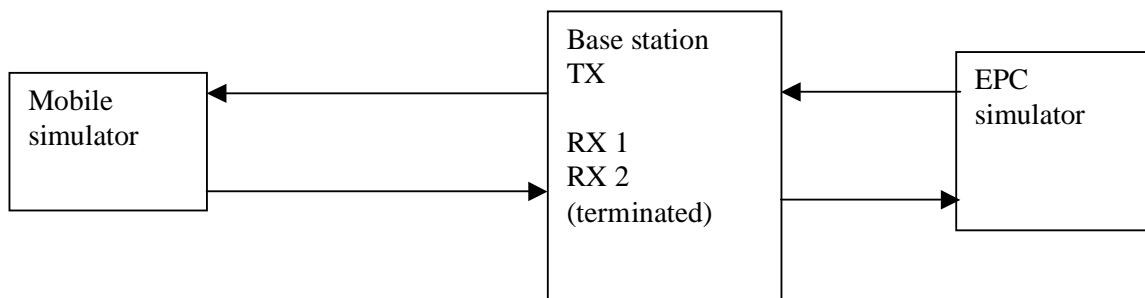 Mobile
simulator
Base station
TX
RX 1
RX 2
(terminated)
EPC
simulator